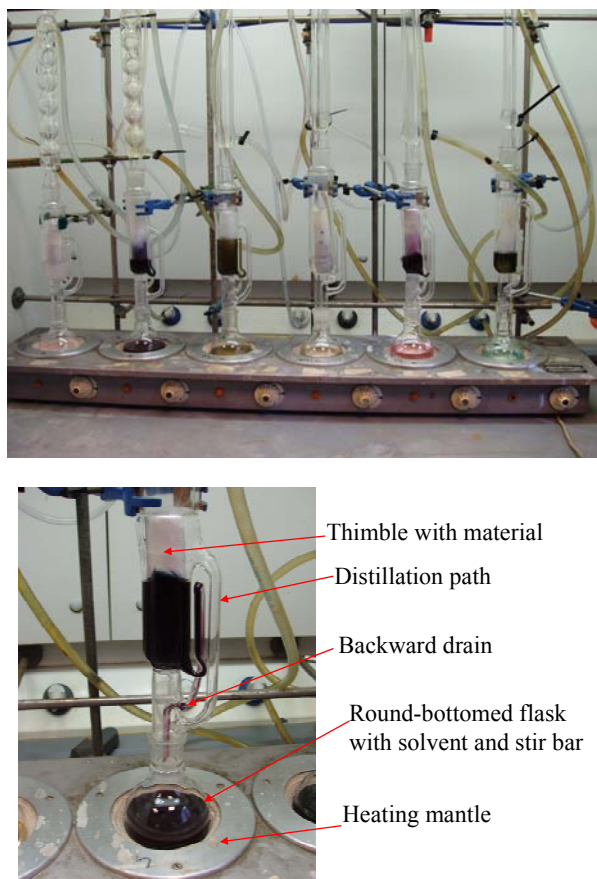 Thimble with material
Distillation path
Backward drain
Round-bottomed flask
with solvent and stir bar
Heating mantle